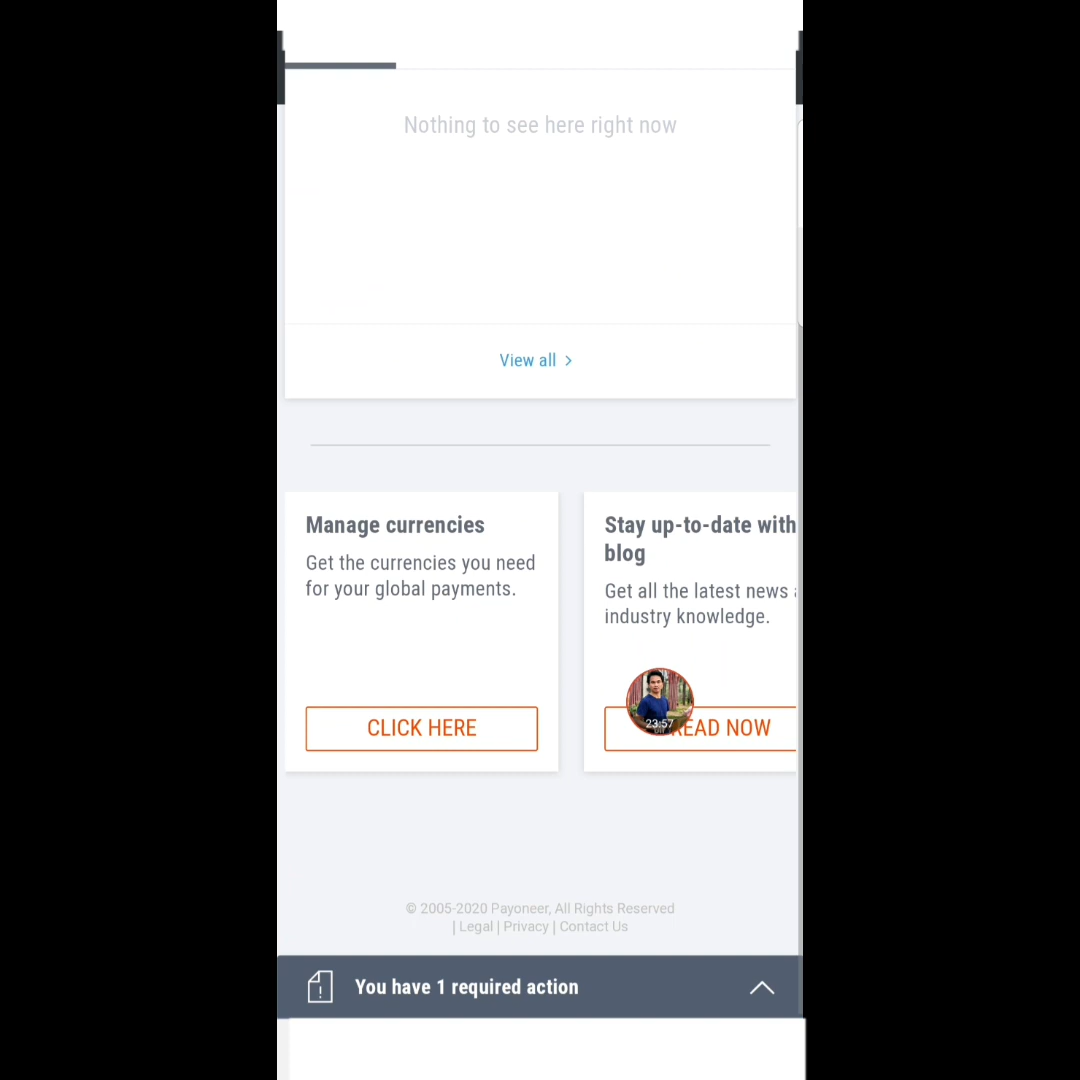 Nothing to see here right now
View all >
Manage currencies
Get the currencies you need
for your global payments.
CLICK HERE
Stay up-to-date with
blog
Get all the latest news
industry knowledge.
23:57
READ NOW
© 2005-2020 Payoneer, All Rights Reserved
| Legal | Privacy | Contact Us
You have 1 required action